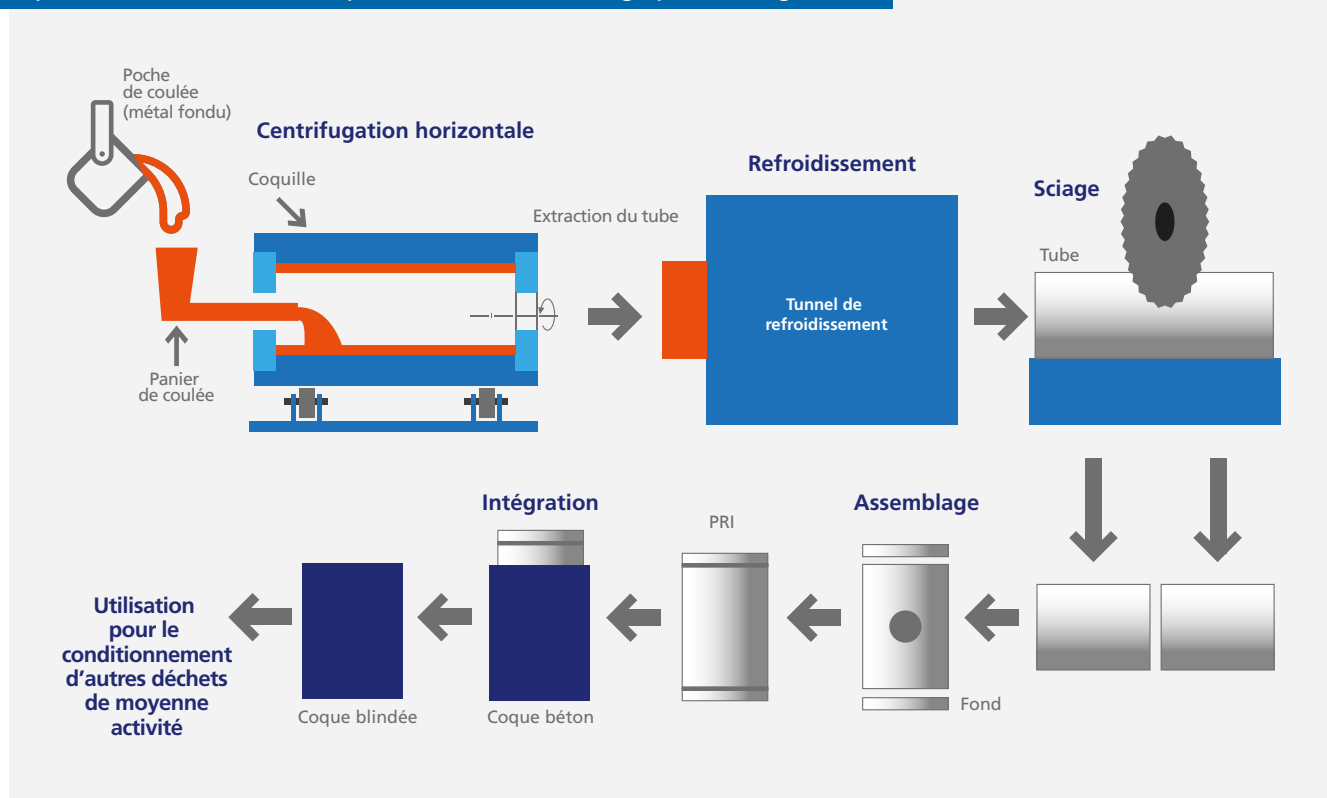 Poche
de coulée
(métal fondu)
Centrifugation horizontale
Coquille
Extraction du tube
Panier
de coulée
Refroidissement
Tunnel de
refroidissement
Sciage
Tube
Assemblage
Fond
PRI
Intégration
Coque béton
Coque blindée
Utilisation
pour le
conditionnement
d'autres déchets
de moyenne
activité